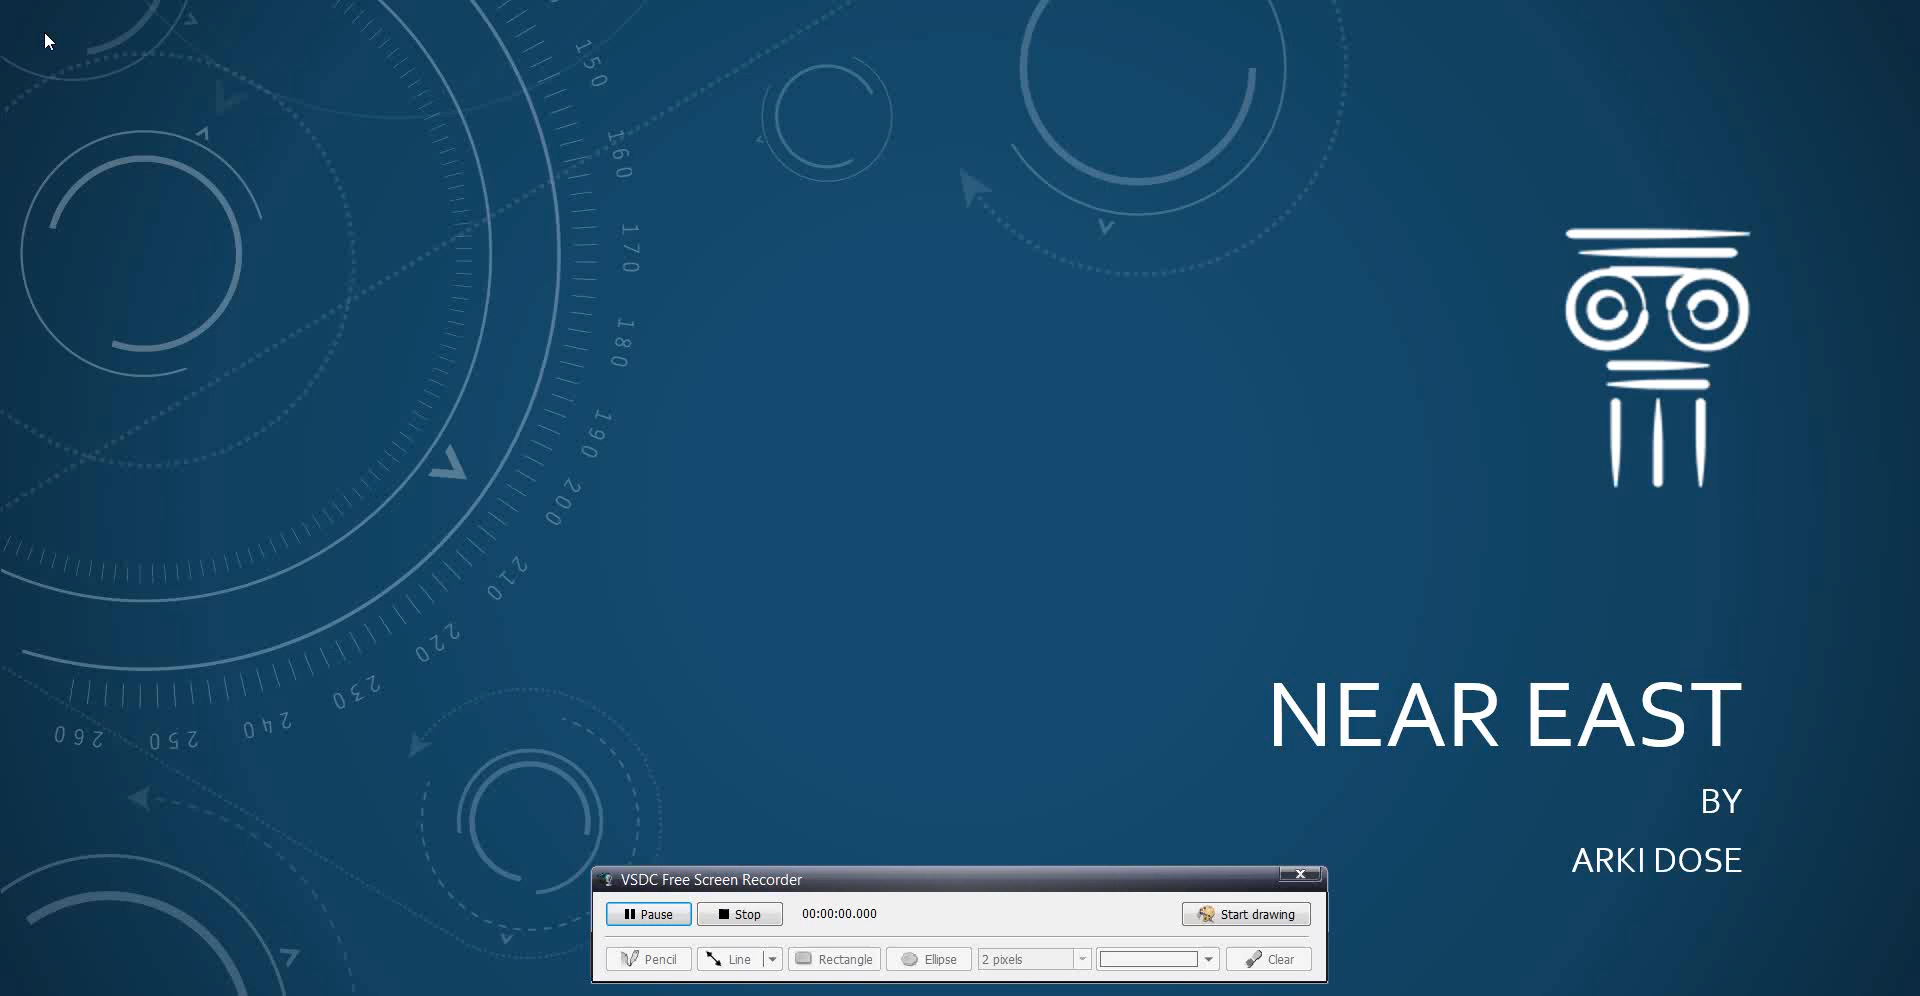 150
160
170
180
190
200
210
220
230
240
250
260
NEAR EAST
BY
ARKI DOSE
VSDC Free Screen Recorder
Pause
Stop
00:00:00.000
Start drawing
Pencil
Line
Rectangle
Ellipse
2 pixels
Clear